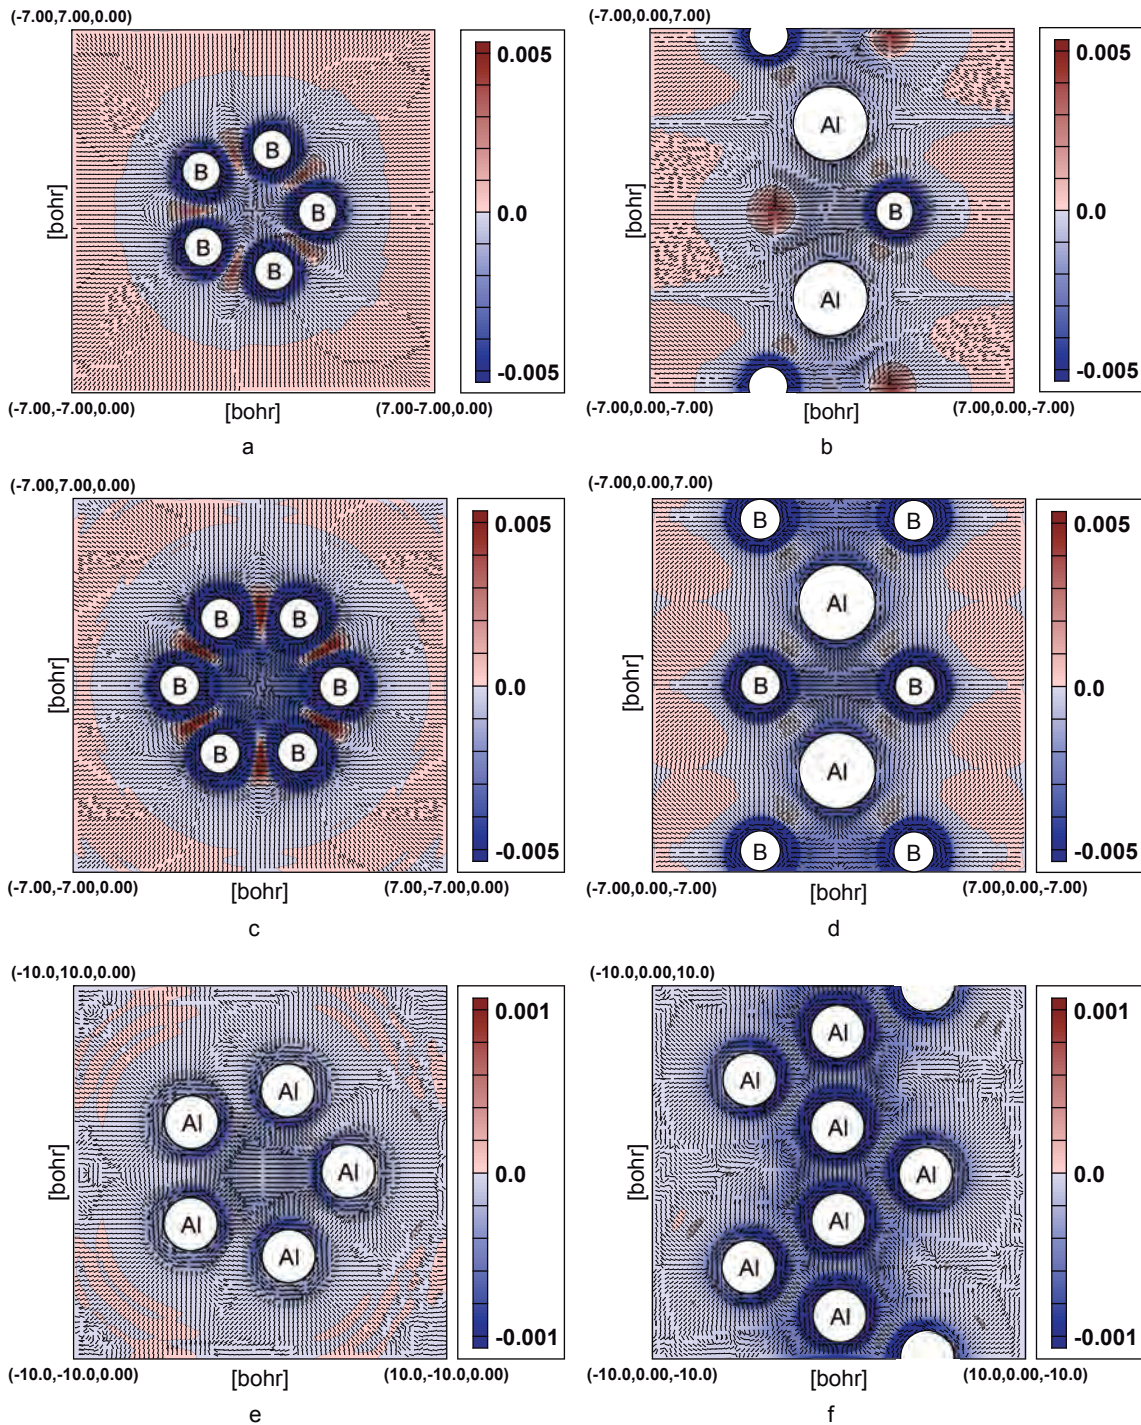 (-7.00,7.00,0.00)
B
B
B
B
B
[bohr]
0.005
0.0
-0.005
(-7.00,-7.00,0.00)
[bohr]
(7.00-7.00,0.00)
a
(-7.00,0.00,7.00)
Al
B
Al
[bohr]
0.005
0.0
-0.005
(-7.00,0.00,-7.00)
[bohr]
(7.00,0.00,-7.00)
b
(-7.00,7.00,0.00)
B
B
B
B
B
B
[bohr]
0.005
0.0
-0.005
(-7.00,-7.00,0.00)
[bohr]
(7.00,-7.00,0.00)
c
(-7.00,0.00,7.00)
B
B
Al
B
B
Al
B
B
[bohr]
0.005
0.0
-0.005
(-7.00,0.00,-7.00)
[bohr]
(7.00,0.00,-7.00)
d
(-10.0,10.0,0.00)
Al
Al
Al
Al
Al
[bohr]
0.001
0.0
-0.001
(-10.0,-10.0,0.00)
[bohr]
(10.0,-10.0,0.00)
e
(-10.0,0.00,10.0)
Al
Al
Al
Al
Al
Al
Al
[bohr]
0.001
0.0
-0.001
(-10.0,0.00,-10.0)
[bohr]
(10.0,0.00,-10.0)
f